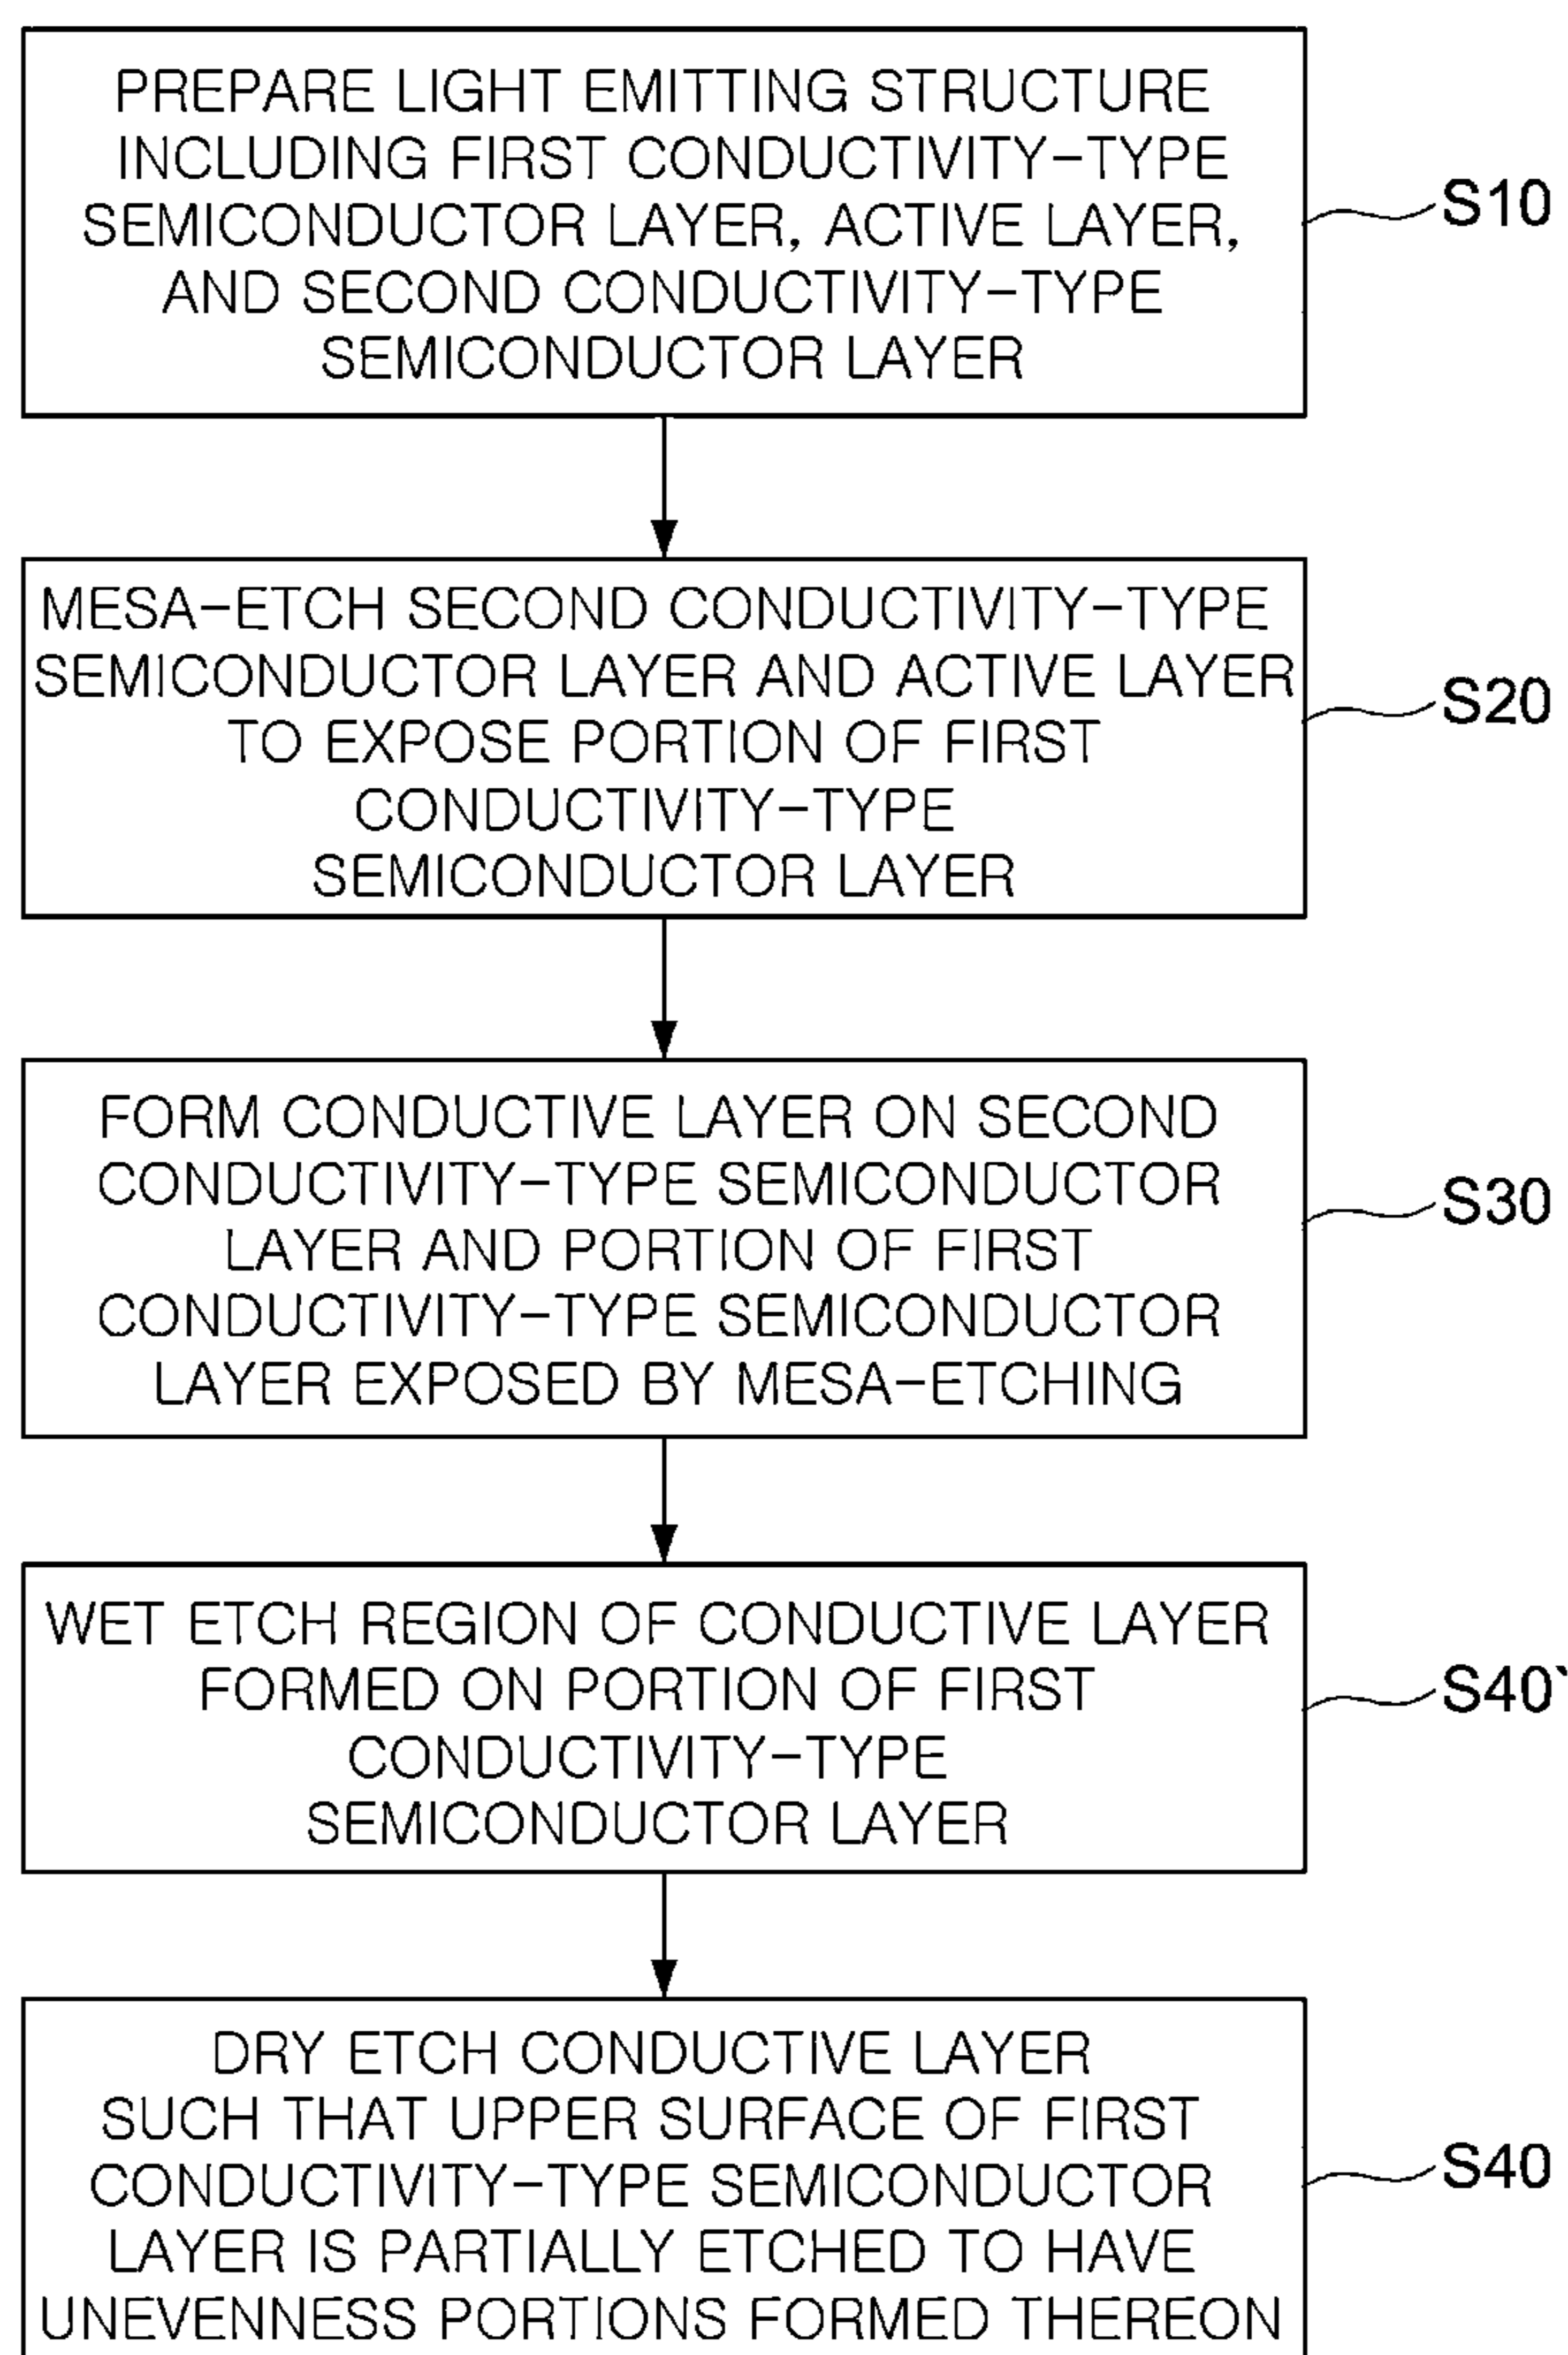 PREPARE LIGHT EMITTING STRUCTURE
INCLUDING FIRST CONDUCTIVITY-TYPE
SEMICONDUCTOR LAYER, ACTIVE LAYER,
AND SECOND CONDUCTIVITY-TYPE
SEMICONDUCTOR LAYER
S10
MESA-ETCH SECOND CONDUCTIVITY-TYPE
SEMICONDUCTOR LAYER AND ACTIVE LAYER
TO EXPOSE PORTION OF FIRST
CONDUCTIVITY-TYPE
SEMICONDUCTOR LAYER
S20
FORM CONDUCTIVE LAYER ON SECOND
CONDUCTIVITY-TYPE SEMICONDUCTOR
LAYER AND PORTION OF FIRST
CONDUCTIVITY-TYPE SEMICONDUCTOR
LAYER EXPOSED BY MESA-ETCHING
S30
WET ETCH REGION OF CONDUCTIVE LAYER
FORMED ON PORTION OF FIRST
CONDUCTIVITY-TYPE
SEMICONDUCTOR LAYER
S40`
DRY ETCH CONDUCTIVE LAYER
SUCH THAT UPPER SURFACE OF FIRST
CONDUCTIVITY-TYPE SEMICONDUCTOR
LAYER IS PARTIALLY ETCHED TO HAVE
UNEVENNESS PORTIONS FORMED THEREON
S40